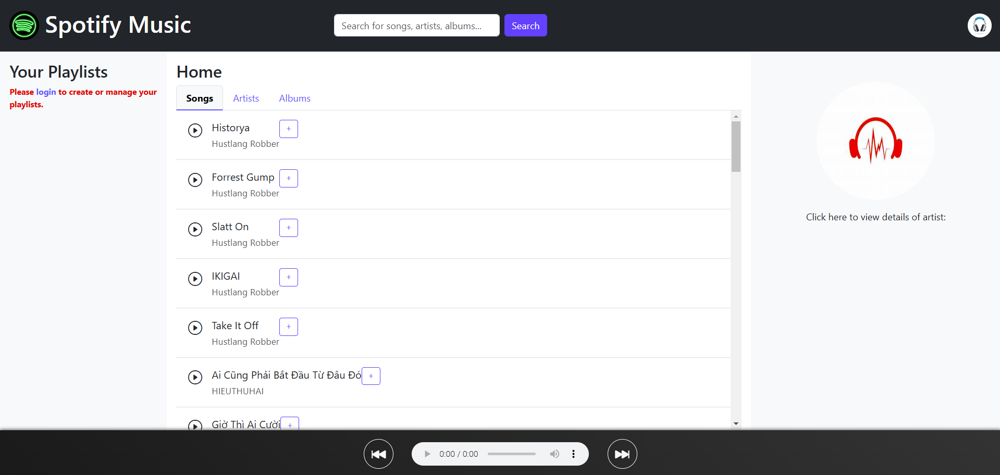 Spotify Music
Search for songs, artists, albums...
Search
Your Playlists
Please login to create or manage your
playlists.
Home
Songs
Artists
Albums
Historya
+
Hustlang Robber
Forrest Gump
+
Hustlang Robber
Slatt On
+
Hustlang Robber
IKIGAI
+
Hustlang Robber
Take It Off
+
Hustlang Robber
Ai Cũng Phải Bắt Đầu Từ Đâu Đó
+
HIEUTHUHAI
Giờ Thì Ai Cười
+
Click here to view details of artist:
0:00 / 0:00